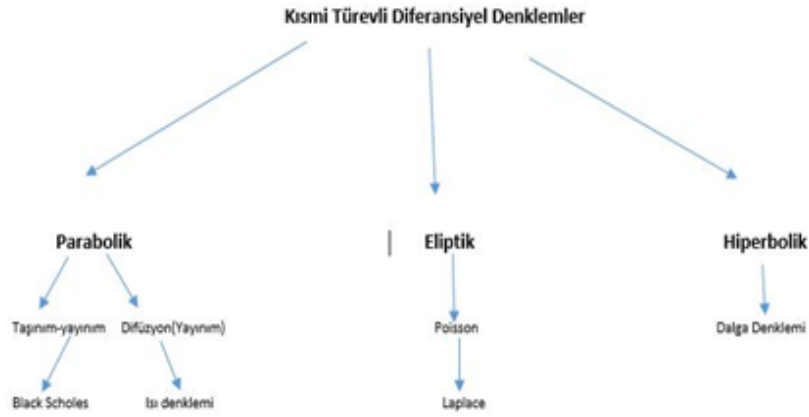 Kısmi Türevli Diferansiyel Denklemler
Parabolik
Eliptik
Hiperbolik
Taşınım-yayınım
Difüzyon(Yayınım)
Poisson
Dalga Denklemi
Black Scholes
Isı denklemi
Laplace